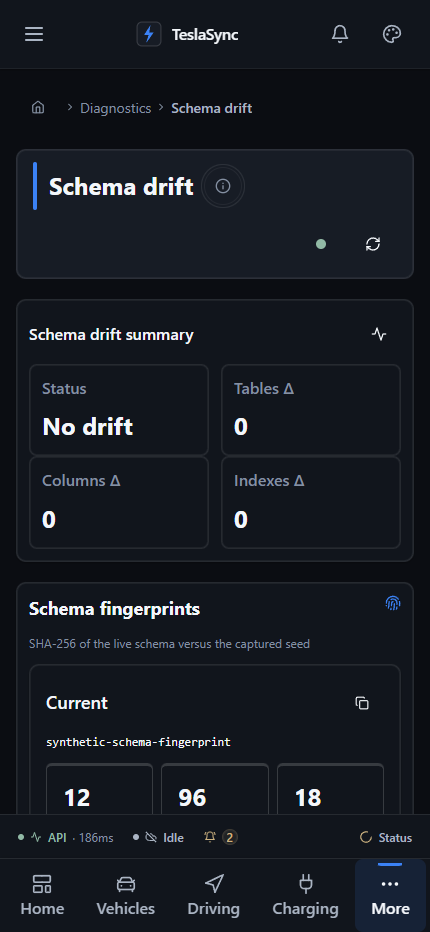 TeslaSync
Diagnostics Schema drift
Schema drift
Schema drift summary
Status
No drift
Tables Δ
0
Columns Δ
0
Indexes Δ
0
Schema fingerprints
SHA-256 of the live schema versus the captured seed
Current
synthetic-schema-fingerprint
12 96 18
API · 186ms Idle 2 Status
Home Vehicles Driving Charging More